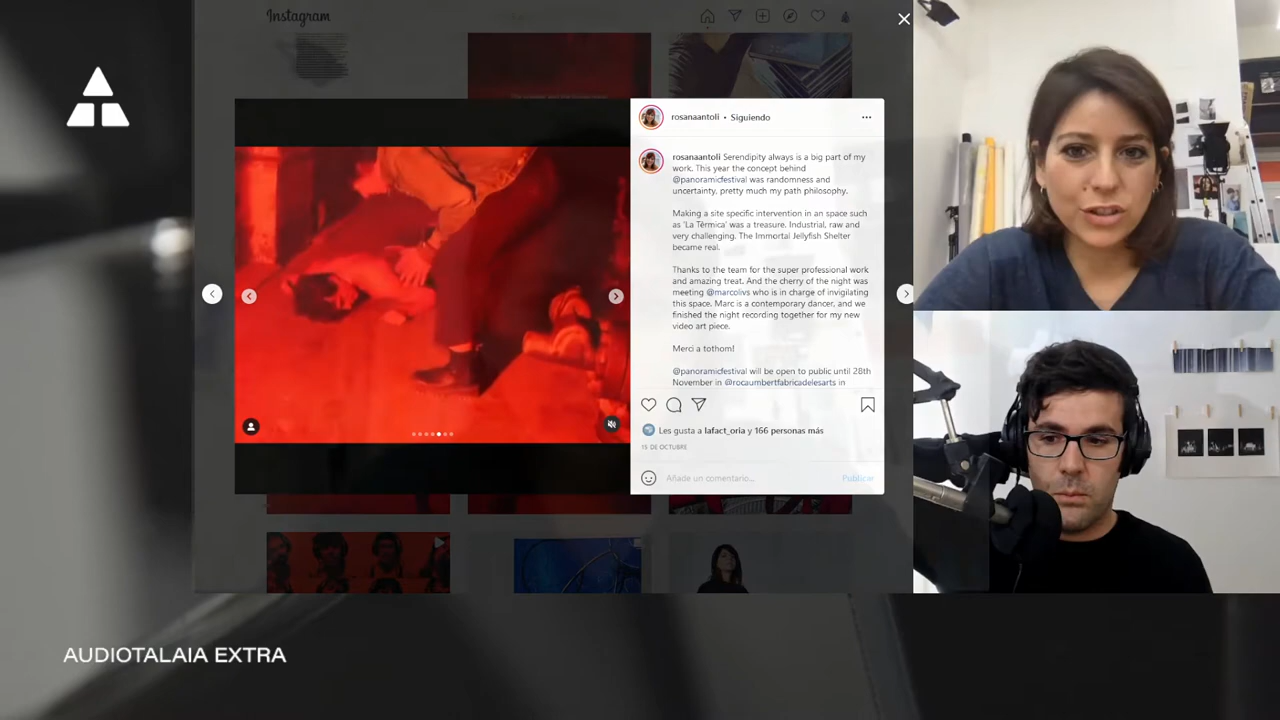 Instagram
rosanaantoli • Siguiendo
rosanaantoli Serendipity always is a big part of my
work. This year the concept behind
@panoramicfestival was randomness and
uncertainty, pretty much my path philosophy.
Making a site specific intervention in an space such
as 'La Tèrmica' was a treasure. Industrial, raw and
very challenging. The Immortal Jellyfish Shelter
became real.
Thanks to the team for the super professional work
and amazing treat. And the cherry of the night was
meeting @marcolivs who is in charge of invigilating
this space. Marc is a contemporary dancer, and we
finished the night recording together for my new
video art piece.
Merci a tothom!
@panoramicfestival will be open to public until 28th
November in @rocaumbertfabricadelesarts in
Les gusta a lafact_oria y 166 personas más
15 DE OCTUBRE
Añade un comentario...
Publicar
AUDIOTALAIA EXTRA